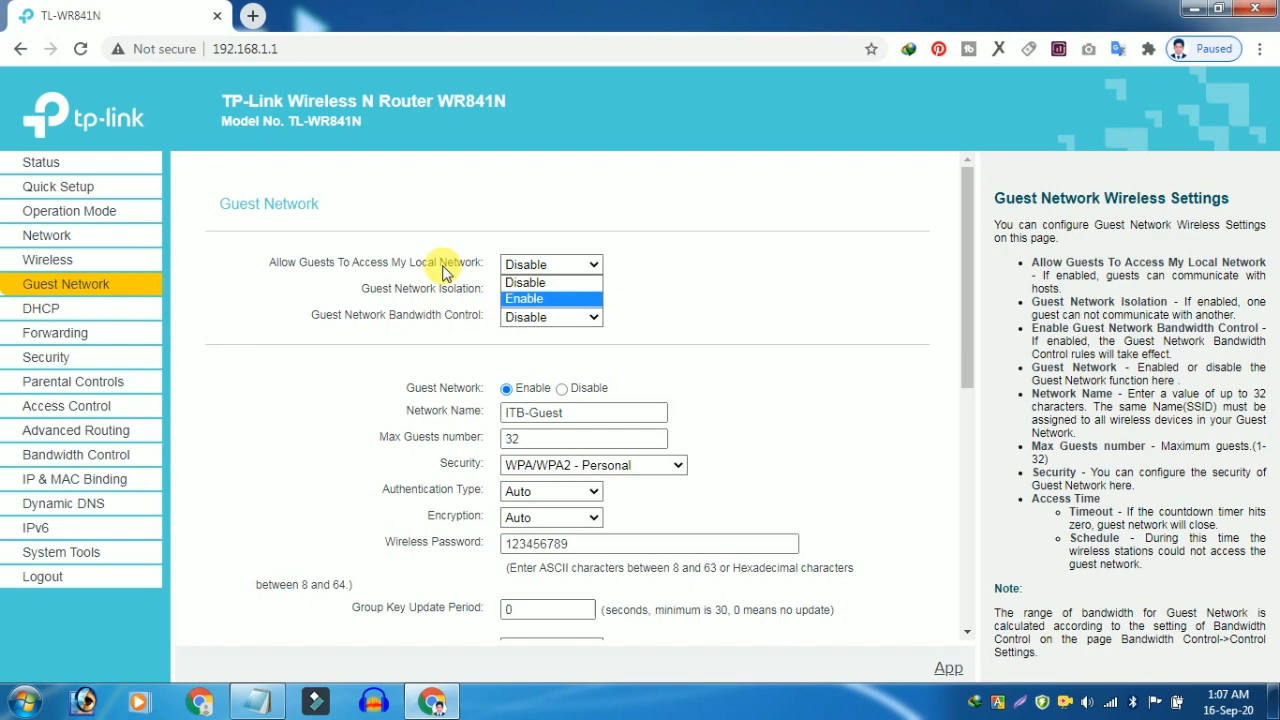 TL-WR841N
Not secure | 192.168.1.1
Paused
tp-link
TP-Link Wireless N Router WR841N
Model No. TL-WR841N
Status
Quick Setup
Operation Mode
Network
Wireless
Guest Network
DHCP
Forwarding
Security
Parental Controls
Access Control
Advanced Routing
Bandwidth Control
IP & MAC Binding
Dynamic DNS
IPv6
System Tools
Logout
Guest Network
Allow Guests To Access My Local Network: Disable
Disable
Enable
Guest Network Isolation:
Guest Network Bandwidth Control: Disable
Guest Network: Enable Disable
Network Name: ITB-Guest
Max Guests number: 32
Security: WPA/WPA2 - Personal
Authentication Type: Auto
Encryption: Auto
Wireless Password: 123456789
(Enter ASCII characters between 8 and 63 or Hexadecimal characters
between 8 and 64.)
Group Key Update Period: 0 (seconds, minimum is 30, 0 means no update)
App
Guest Network Wireless Settings
You can configure Guest Network Wireless Settings
on this page.
Allow Guests To Access My Local Network
- If enabled, guests can communicate with
hosts.
Guest Network Isolation - If enabled, one
guest can not communicate with another.
Enable Guest Network Bandwidth Control -
If enabled, the Guest Network Bandwidth
Control rules will take effect.
Guest Network - Enabled or disable the
Guest Network function here .
Network Name - Enter a value of up to 32
characters. The same Name(SSID) must be
assigned to all wireless devices in your Guest
Network.
Max Guests number - Maximum guests.(1-
32)
Security - You can configure the security of
Guest Network here.
Access Time
Timeout - If the countdown timer hits
zero, guest network will close.
Schedule - During this time the
wireless stations could not access the
guest network.
Note:
The range of bandwidth for Guest Network is
calculated according to the setting of Bandwidth
Control on the page Bandwidth Control->Control
Settings.
1:07 AM
16-Sep-20